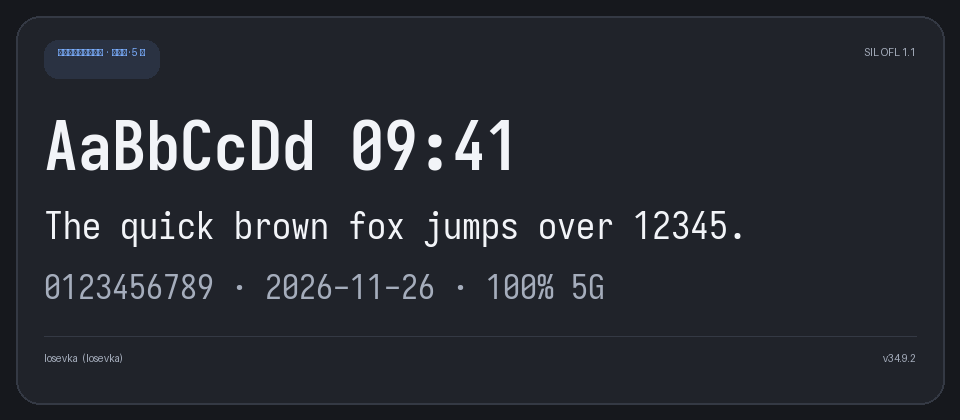 · ·5
SIL OFL 1.1
AaBbCcDd 09:41
The quick brown fox jumps over 12345.
0123456789 · 2026-11-26 · 100% 5G
Iosevka (Iosevka)
v34.9.2